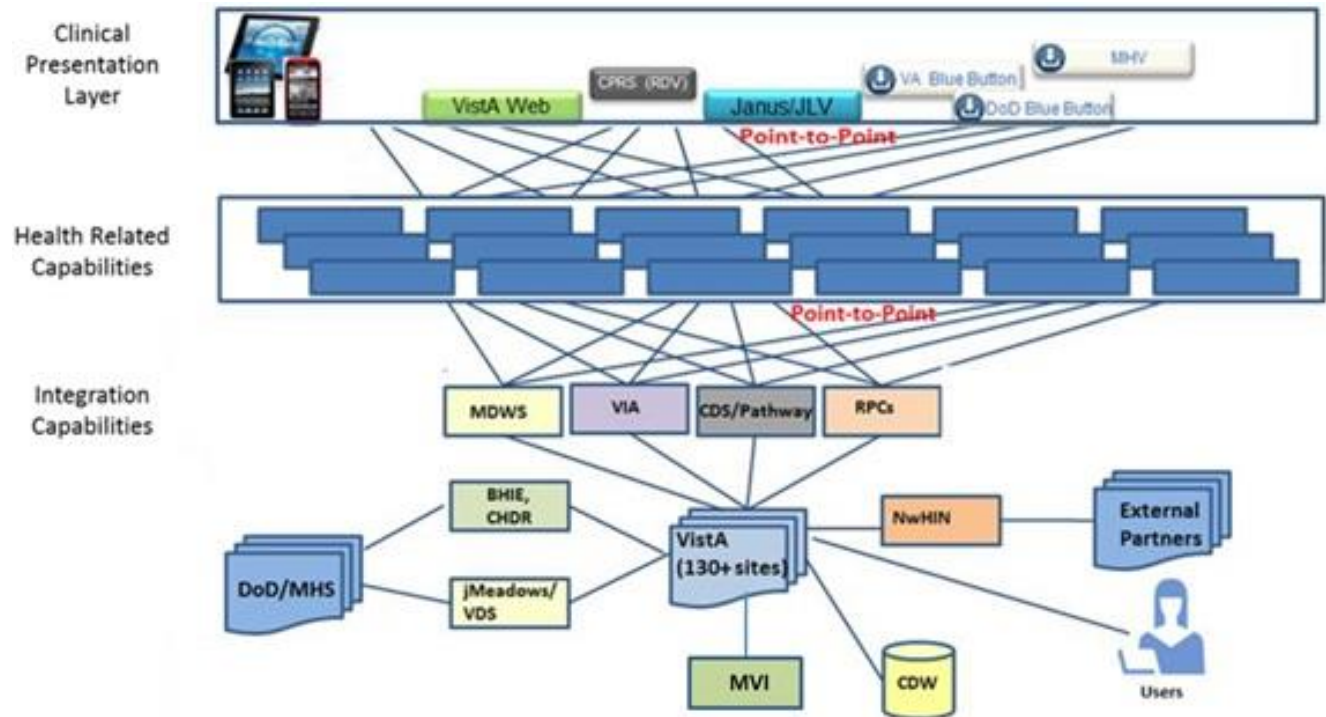 Clinical
Presentation
Layer
CPRS (RDV)
MHV
VA Blue Button
VistA Web
Janus/JLV
DoD Blue Button
Point-to-Point
Health Related
Capabilities
Point-to-Point
Integration
Capabilities
MDWS
VIA
CDS/Pathway
RPCs
BHIE,
CHDR
NwHIN
External
Partners
VistA
(130+ sites)
DoD/MHS
jMeadows/
VDS
MVI
CDW
Users